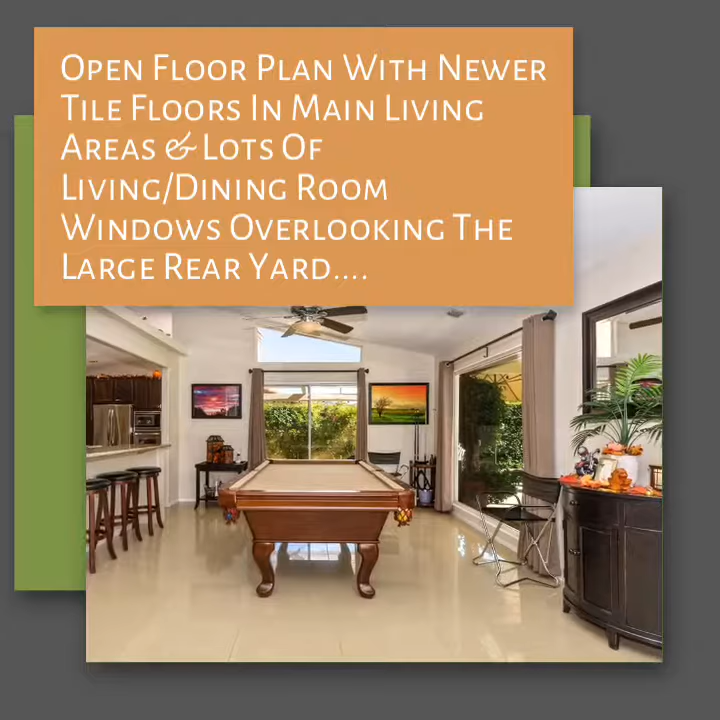 Open Floor Plan With Newer
Tile Floors In Main Living
Areas & Lots Of
Living/Dining Room
Windows Overlooking The
Large Rear Yard....